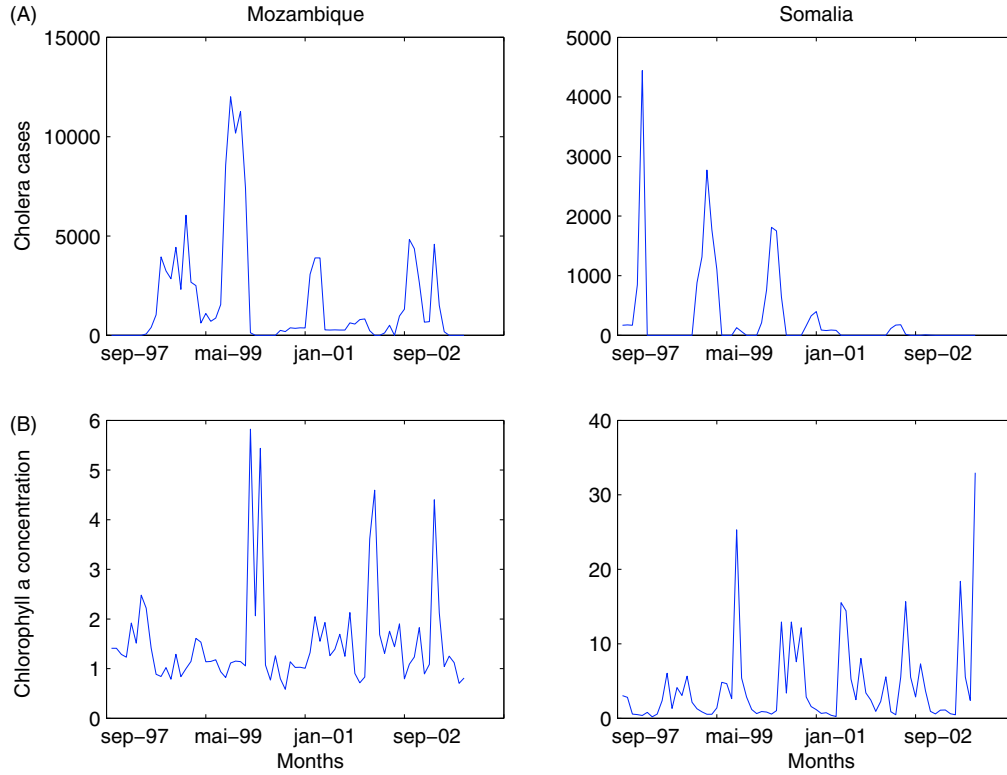 (A)
Mozambique
Somalia
Cholera cases
15000
10000
5000
0
sep−97
mai−99
jan−01
sep−02
5000
4000
3000
2000
1000
0
sep−97
mai−99
jan−01
sep−02
(B)
Chlorophyll a concentration
6
5
4
3
2
1
0
sep−97
mai−99
jan−01
sep−02
Months
40
30
20
10
0
sep−97
mai−99
jan−01
sep−02
Months